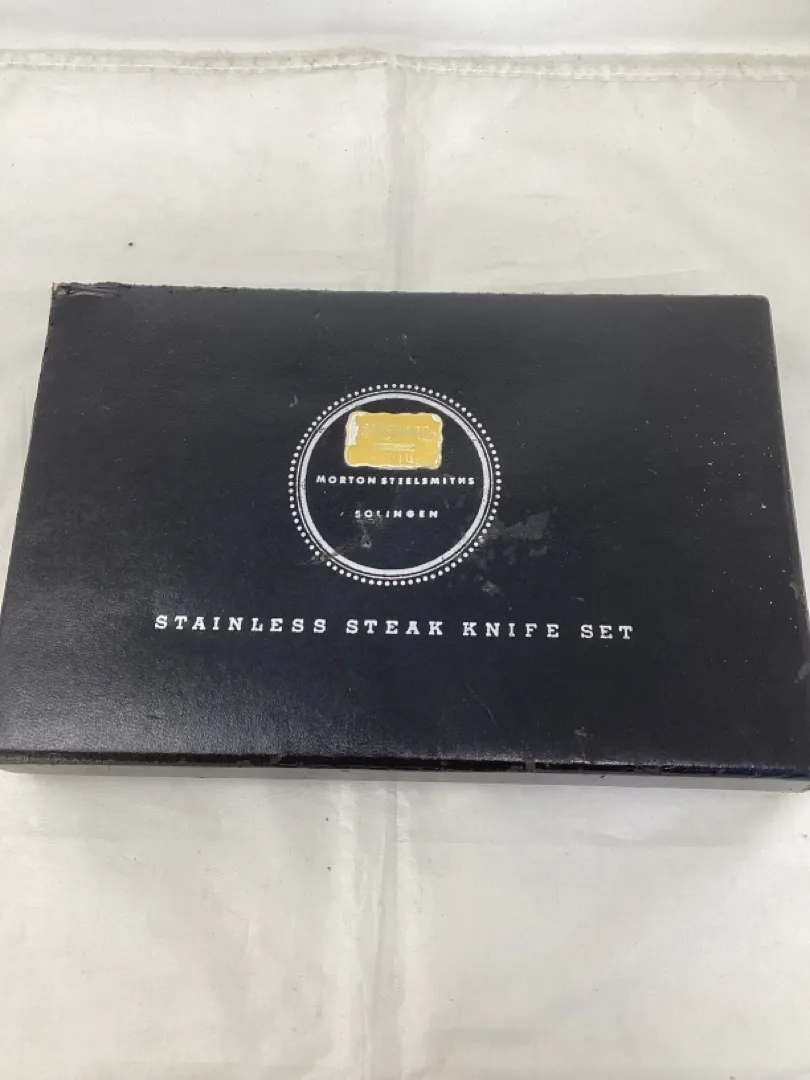 MORTON STEELSMITHS
SOLINGEN
STAINLESS STEAK KNIFE SET